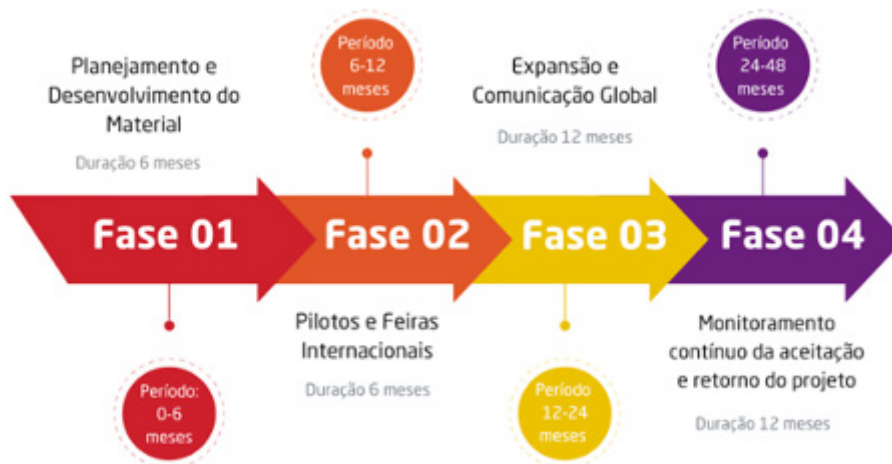 Planejamento e
Desenvolvimento do
Material
Duração 6 meses
Período
6-12
meses
Expansão e
Comunicação Global
Duração 12 meses
Período
24-48
meses
Fase 01
Fase 02
Fase 03
Fase 04
Período:
0-6
meses
Pilotos e Feiras
Internacionais
Duração 6 meses
Período
12-24
meses
Monitoramento
contínuo da aceitação
e retorno do projeto
Duração 12 meses